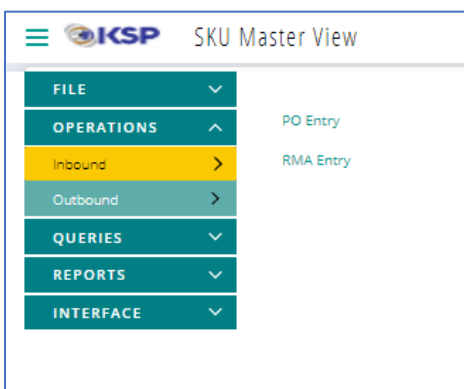 KSP SKU Master View
FILE
OPERATIONS
PO Entry
Inbound
RMA Entry
Outbound
QUERIES
REPORTS
INTERFACE